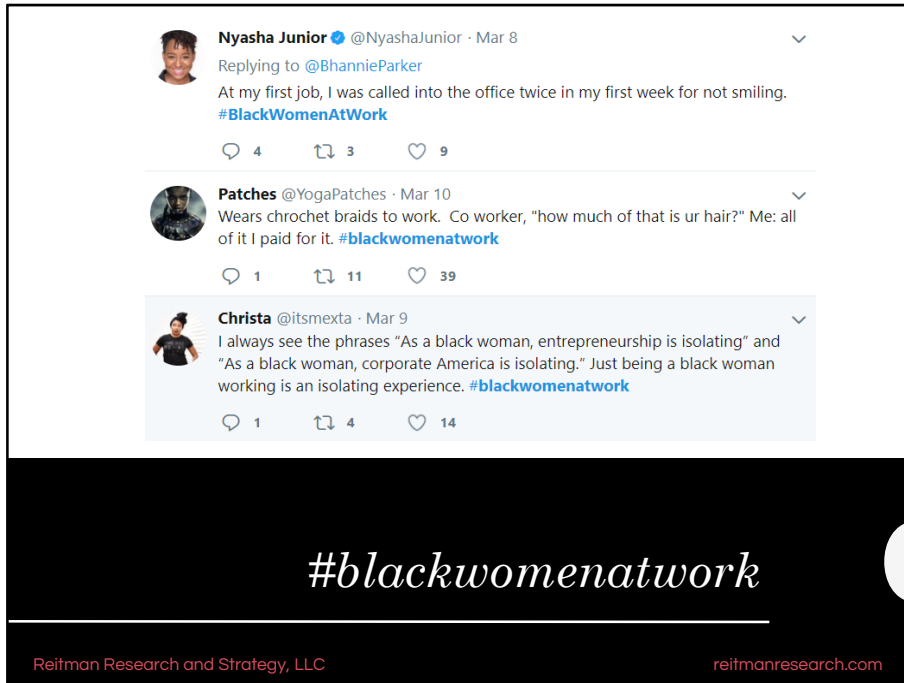 Nyasha Junior @NyashaJunior · Mar 8
Replying to @BhannieParker
At my first job, I was called into the office twice in my first week for not smiling.
#BlackWomenAtWork
4 3 9
Patches @YogaPatches · Mar 10
Wears chrochet braids to work.  Co worker, "how much of that is ur hair?" Me: all
of it I paid for it. #blackwomenatwork
1 11 39
Christa @itsmexta · Mar 9
I always see the phrases “As a black woman, entrepreneurship is isolating” and
“As a black woman, corporate America is isolating.” Just being a black woman
working is an isolating experience. #blackwomenatwork
1 4 14
#blackwomenatwork
Reitman Research and Strategy, LLC reitmanresearch.com